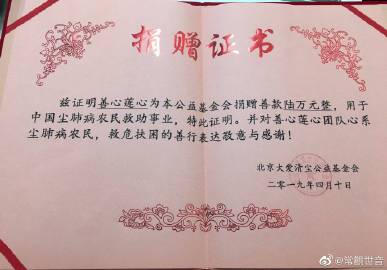 捐赠证书
兹证明善心莲心为本公益基金会捐赠善款陆万元整，用于
中国尘肺病农民救助事业，特此证明。并对善心莲心团队心系
尘肺病农民，救危扶困的善行表达敬意与感谢！
北京大爱清尘公益基金会
二零一九年四月十日
@常颖世音